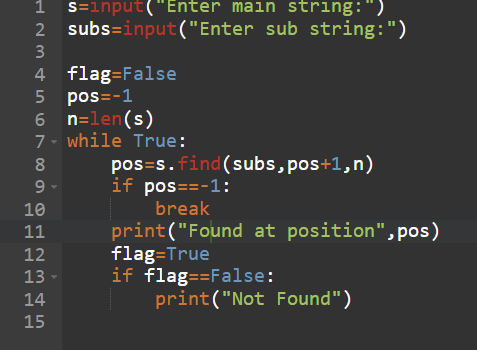 1 s=input("Enter main string:")
2 subs=input("Enter sub string:")
3
4 flag=False
5 pos=-1
6 n=len(s)
7 while True:
8     pos=s.find(subs,pos+1,n)
9     if pos==-1:
10         break
11     print("Found at position",pos)
12     flag=True
13     if flag==False:
14         print("Not Found")
15